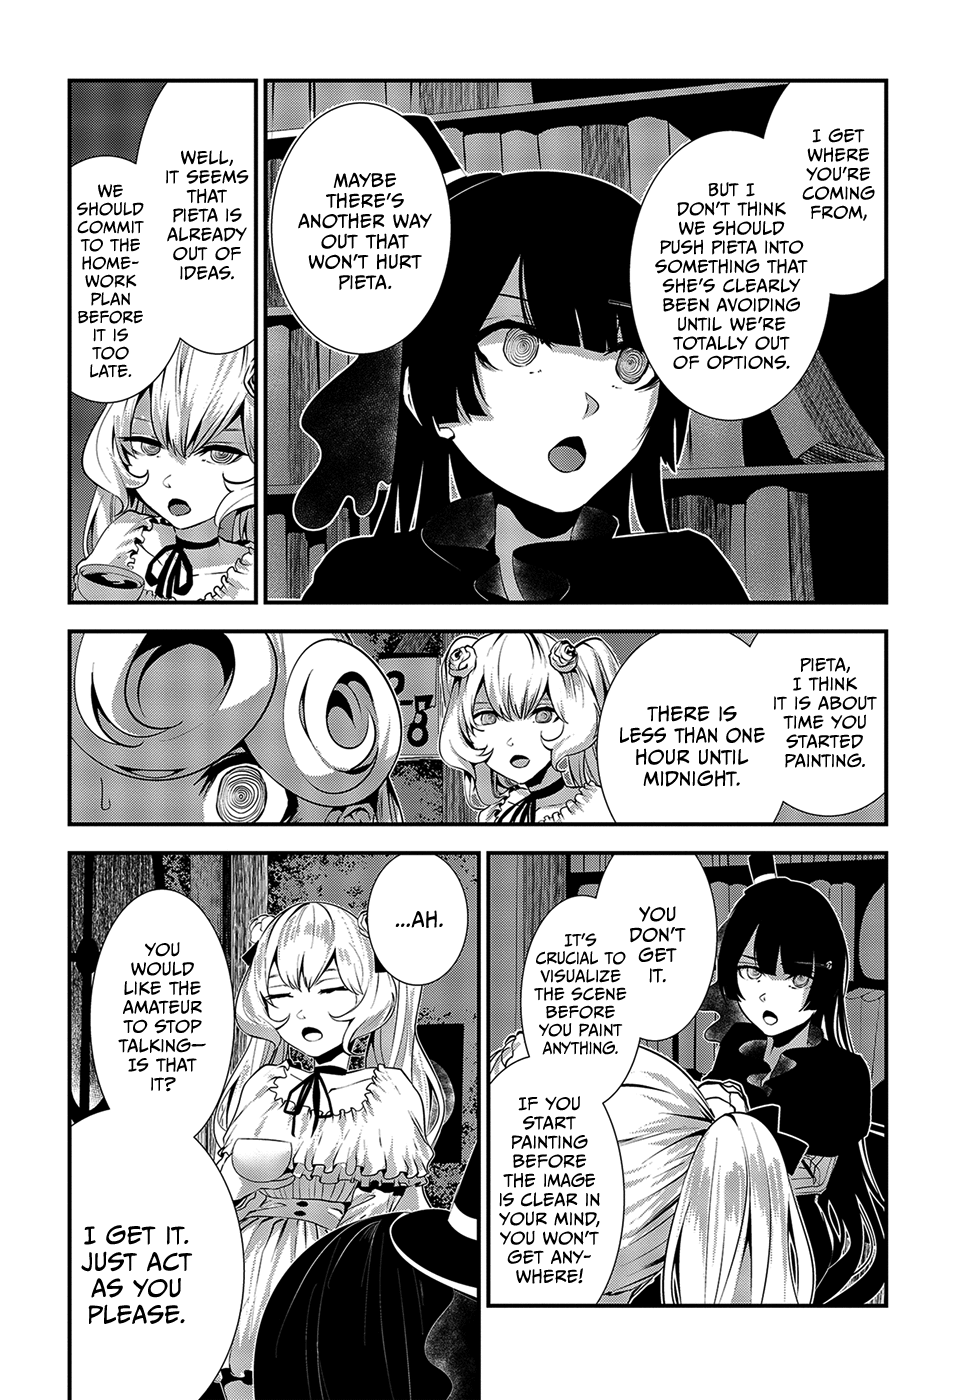 I GET
WHERE
YOU'RE
COMING
FROM,
BUT I
DON'T THINK
WE SHOULD
PUSH PIETA INTO
SOMETHING THAT
SHE'S CLEARLY
BEEN AVOIDING
UNTIL WE'RE
TOTALLY OUT
OF OPTIONS.
MAYBE
THERE'S
ANOTHER WAY
OUT THAT
WON'T HURT
PIETA.
WELL,
IT SEEMS
THAT
PIETA IS
ALREADY
OUT OF
IDEAS.
WE
SHOULD
COMMIT
TO THE
HOME-
WORK
PLAN
BEFORE
IT IS
TOO
LATE.
PIETA,
I THINK
IT IS ABOUT
TIME YOU
STARTED
PAINTING.
THERE IS
LESS THAN ONE
HOUR UNTIL
MIDNIGHT.
YOU
DON'T
GET
IT.
IT'S
CRUCIAL TO
VISUALIZE
THE SCENE
BEFORE
YOU PAINT
ANYTHING.
IF YOU
START
PAINTING
BEFORE
THE IMAGE
IS CLEAR IN
YOUR MIND,
YOU WON'T
GET ANY-
WHERE!
...AH.
YOU
WOULD
LIKE THE
AMATEUR
TO STOP
TALKING—
IS THAT
IT?
I GET IT.
JUST ACT
AS YOU
PLEASE.